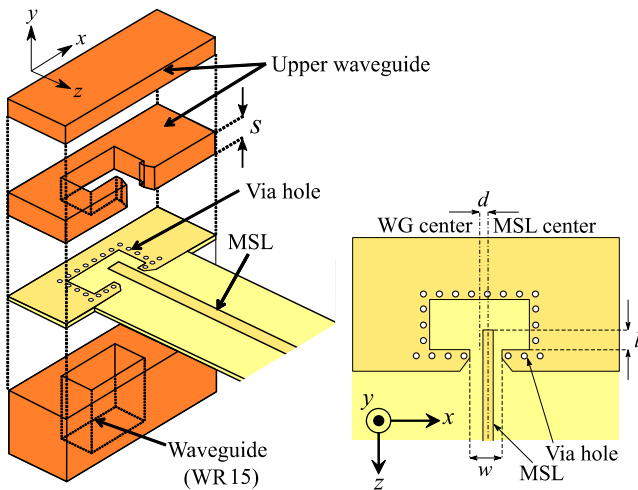 y
x
z
Upper waveguide
s
Via hole
MSL
Waveguide
(WR15)
d
WG center
MSL center
l
y
x
z
w
MSL
Via hole